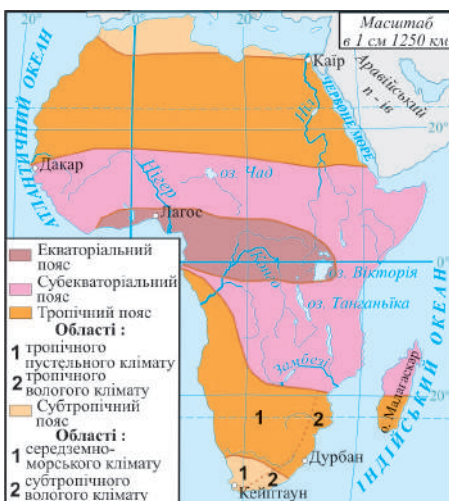 Масштаб
в 1 см 1250 км
АТЛАНТИЧНИЙ ОКЕАН
Каїр
Аравійський
п - ів
Ніл
ЧЕРВОНЕ МОРЕ
20°
20°
Дакар
Нігер
оз. Чад
Лагос
Конго
0°
0°
оз. Вікторія
оз. Танганьїка
Замбезі
о. Мадагаскар
ІНДІЙСЬКИЙ ОКЕАН
20°
1
2
Дурбан
1
2
Кейптаун
Екваторіальний
пояс
Субекваторіальний
пояс
Тропічний пояс
Області :
1 тропічного
пустельного клімату
2 тропічного
вологого клімату
Субтропічний
пояс
Області :
1 середземно-
морського клімату
2 субтропічного
вологого клімату